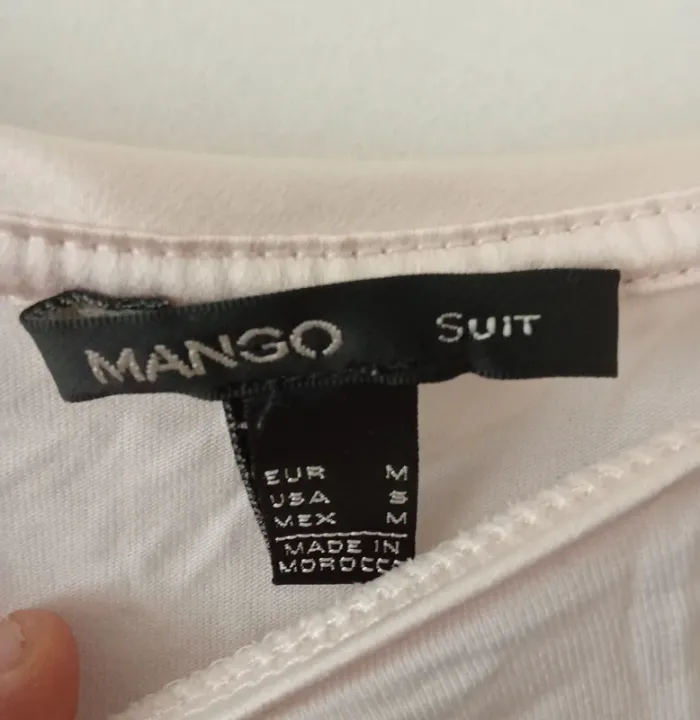 MANGO SUIT
EUR M
USA S
MEX M
MADE IN
MOROCCO